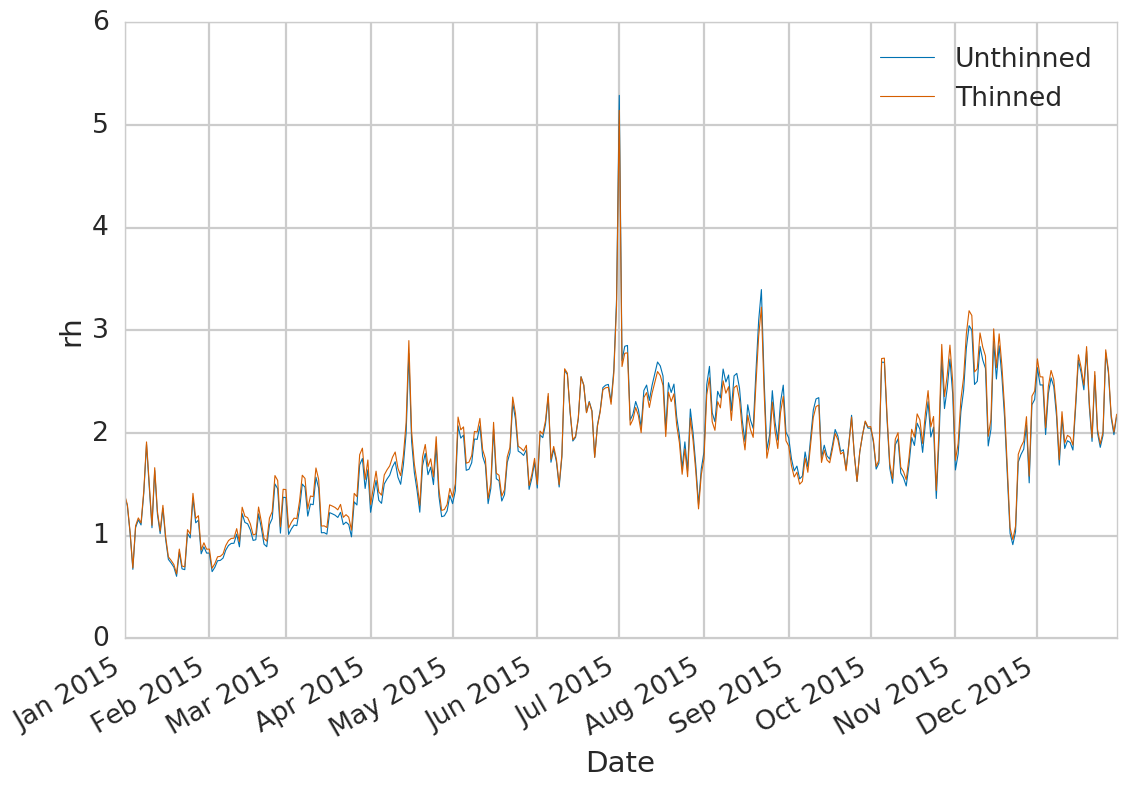 6
5
4
3
2
1
0
rh
Unthinned
Thinned
Jan 2015
Feb 2015
Mar 2015
Apr 2015
May 2015
Jun 2015
Jul 2015
Aug 2015
Sep 2015
Oct 2015
Nov 2015
Dec 2015
Date